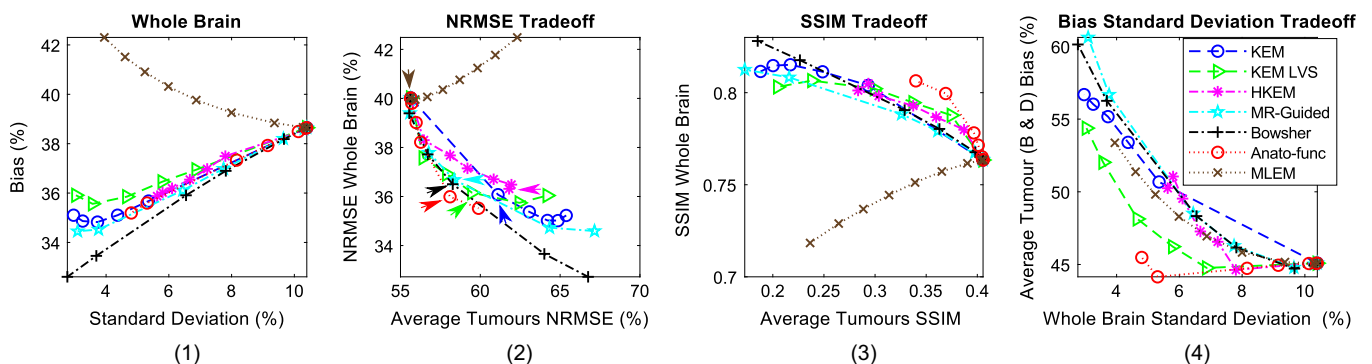 Whole Brain
42
40
38
36
34
4
6
8
10
Bias (%)
Standard Deviation (%)
(1)
NRMSE Tradeoff
42
40
38
36
34
55
60
65
70
NRMSE Whole Brain (%)
Average Tumours NRMSE (%)
(2)
SSIM Tradeoff
0.8
0.75
0.7
0.2
0.25
0.3
0.35
0.4
SSIM Whole Brain
Average Tumours SSIM
(3)
Bias Standard Deviation Tradeoff
60
55
50
45
4
6
8
10
Average Tumour (B & D) Bias (%)
Whole Brain Standard Deviation (%)
KEM
KEM LVS
HKEM
MR-Guided
Bowsher
Anato-func
MLEM
(4)